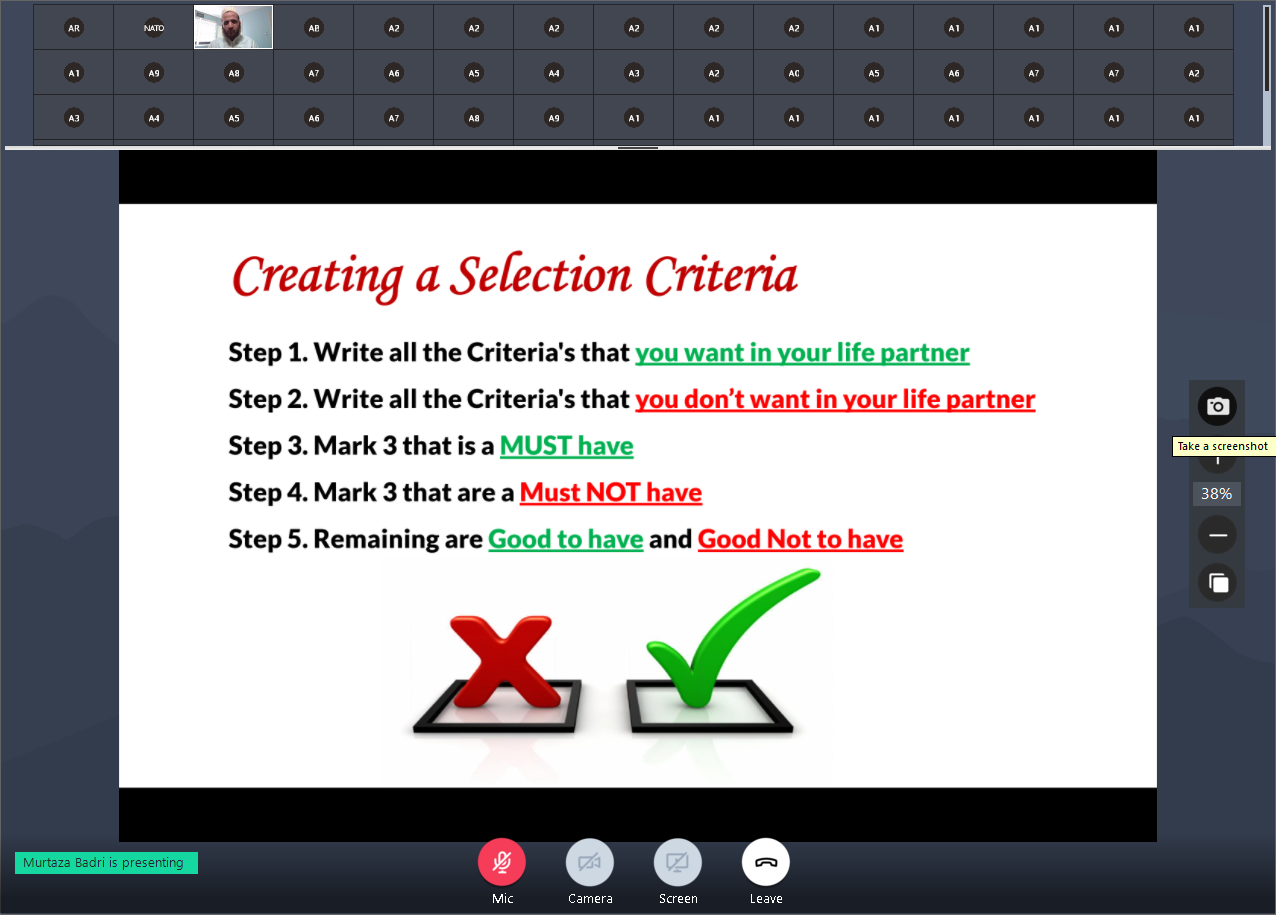 AR NATO AB A2 A2 A2 A2 A2 A2 A1 A1 A1 A1 A1
A1 A9 A8 A7 A6 A5 A4 A3 A2 A0 A5 A6 A7 A7 A2
A3 A4 A5 A6 A7 A8 A9 A1 A1 A1 A1 A1 A1 A1 A1
Creating a Selection Criteria
Step 1. Write all the Criteria's that you want in your life partner
Step 2. Write all the Criteria's that you don’t want in your life partner
Step 3. Mark 3 that is a MUST have
Step 4. Mark 3 that are a Must NOT have
Step 5. Remaining are Good to have and Good Not to have
Take a screenshot
38%
Murtaza Badri is presenting
Mic Camera Screen Leave